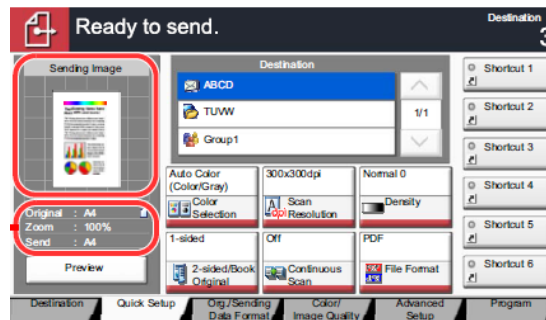 Ready to send.
Destination
3
Sending Image
Original : A4
Zoom : 100%
Send : A4
Preview
Destination
ABCD
TUVW
Group1
1/1
Auto Color
(Color/Gray)
Color
Selection
300x300dpi
dpi
Scan
Resolution
Normal 0
Density
1-sided
2-sided/Book
Original
Off
Continuous
Scan
PDF
File Format
Shortcut 1
Shortcut 2
Shortcut 3
Shortcut 4
Shortcut 5
Shortcut 6
Destination
Quick Setup
Org./Sending
Data Format
Color/
Image Quality
Advanced
Setup
Program